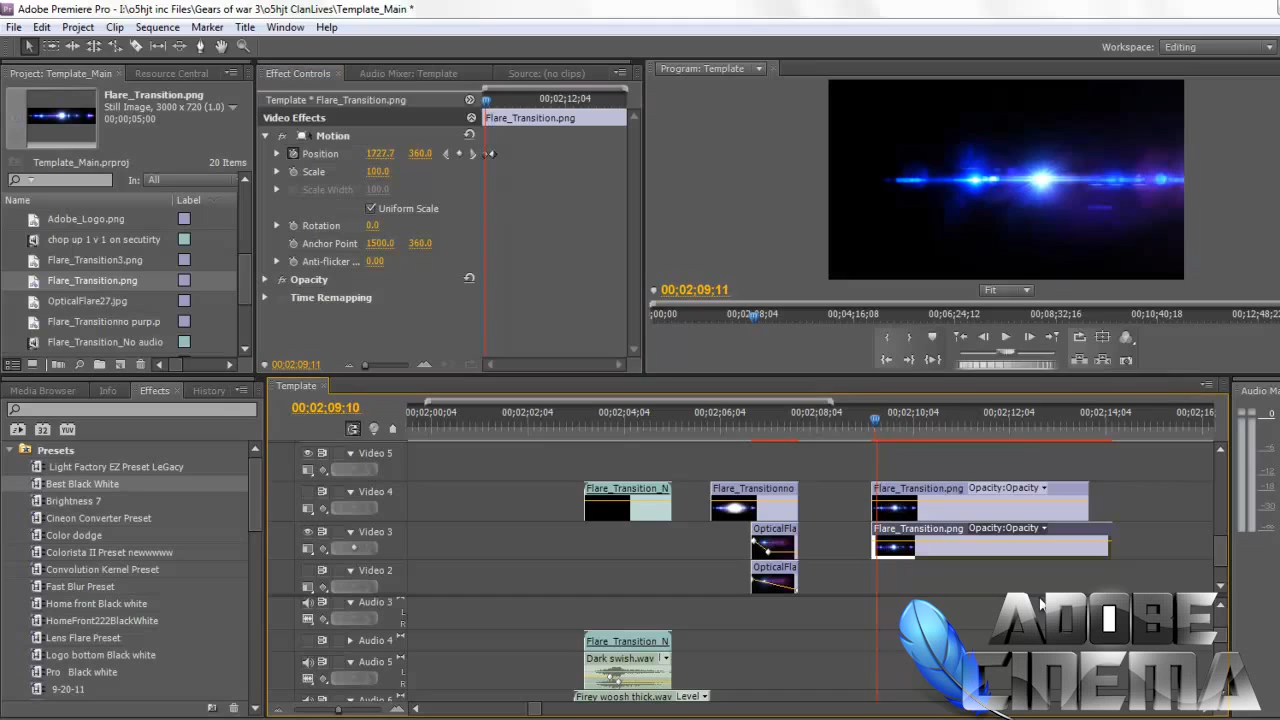 Adobe Premiere Pro - I:\o5hjt inc Files\Gears of war 3\o5hjt ClanLives\Template_Main *
File Edit Project Clip Sequence Marker Title Window Help
Workspace: Editing
Project: Template_Main Resource Central
Effect Controls Audio Mixer: Template Source: (no clips)
Program: Template
Flare_Transition.png
Still Image, 3000 x 720 (1.0)
00;00;05;00
Template * Flare_Transition.png
00;02;12;04
Video Effects
Flare_Transition.png
Motion
Position 1727.7 360.0
Scale 100.0
Scale Width 100.0
Uniform Scale
Rotation 0.0
Anchor Point 1500.0 360.0
Anti-flicker ... 0.00
Opacity
Time Remapping
00;02;09;11
Template_Main.prproj 20 Items
In: All
Name Label
Adobe_Logo.png
chop up 1 v 1 on secutirty
Flare_Transition3.png
Flare_Transition.png
OpticalFlare27.jpg
Flare_Transitionno purp.p
Flare_Transition_No audio
00;02;09;11 Fit
;00;00 00;02;08;04 00;04;16;08 00;06;24;12 00;08;32;16 00;10;40;18 00;12;48;22
Media Browser Info Effects History
Presets
Light Factory EZ Preset LeGacy
Best Black White
Brightness 7
Cineon Converter Preset
Color dodge
Colorista II Preset newwwww
Convolution Kernel Preset
Fast Blur Preset
Home front Black white
HomeFront222BlackWhite
Lens Flare Preset
Logo bottom Black white
Pro Black white
9-20-11
Template
00;02;09;10
00;02;00;04 00;02;02;04 00;02;04;04 00;02;06;04 00;02;08;04 00;02;10;04 00;02;12;04 00;02;14;04 00;02;16;
Video 5
Video 4 Flare_Transition_N Flare_Transitionno Flare_Transition.png Opacity:Opacity
Video 3 OpticalFla Flare_Transition.png Opacity:Opacity
Video 2 OpticalFla
Audio 3
L
R
Audio 4 Flare_Transition_N
Audio 5 Dark swish.wav
L
R
Audio 6 Firey woosh thick.wav Level
Audio Mas
0
-6
-12
-18
-30
ADOBE
CINEMA